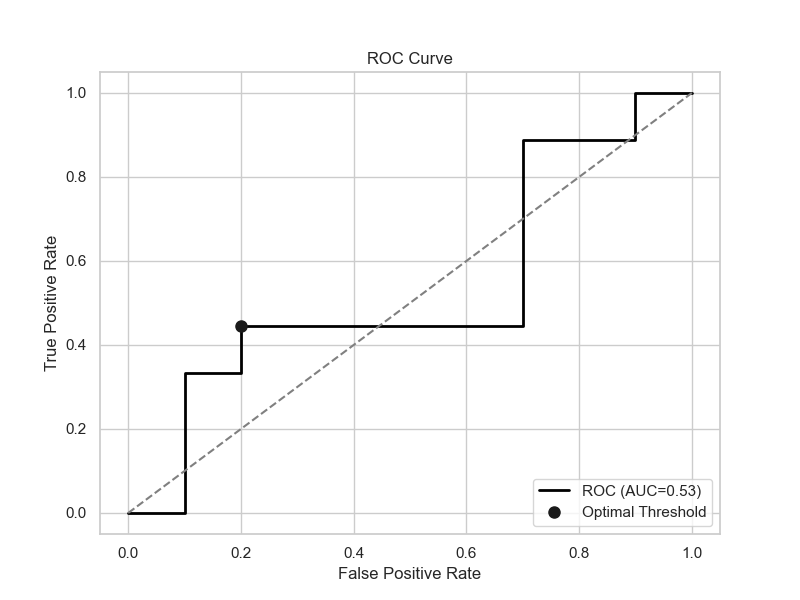 ROC Curve
1.0
0.8
0.6
0.4
0.2
0.0
True Positive Rate
0.0 0.2 0.4 0.6 0.8 1.0
False Positive Rate
ROC (AUC=0.53)
Optimal Threshold